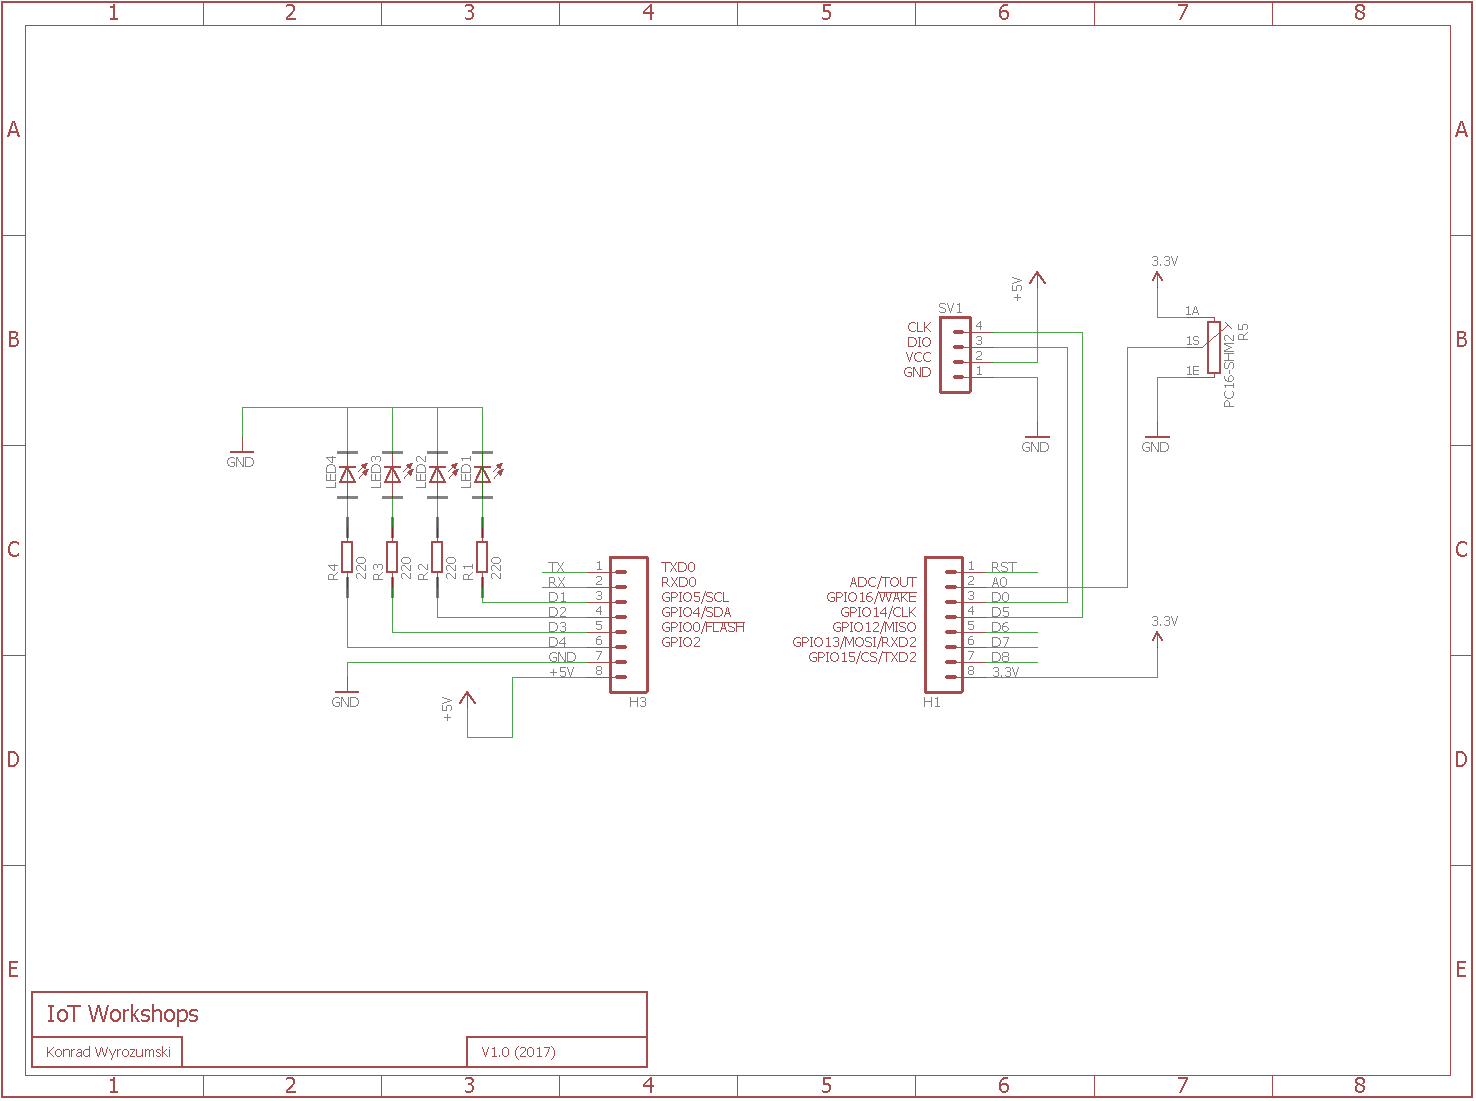 1 2 3 4 5 6 7 8
A A
B B
C C
D D
E E
3.3V
+5V
SV1
CLK 4
DIO 3
VCC 2
GND 1
GND
1A
1S
1E
R5
PC16-SHM2
GND
GND
LED4 LED3 LED2 LED1
R4 220 R3 220 R2 220 R1 220
TX 1 TXD0
RX 2 RXD0
D1 3 GPIO5/SCL
D2 4 GPIO4/SDA
D3 5 GPIO0/FLASH
D4 6 GPIO2
GND 7
+5V 8
H3
GND
+5V
1 RST
ADC/TOUT 2 A0
GPIO16/WAKE 3 D0
GPIO14/CLK 4 D5
GPIO12/MISO 5 D6
GPIO13/MOSI/RXD2 6 D7
GPIO15/CS/TXD2 7 D8
8 3.3V
H1
3.3V
IoT Workshops
Konrad Wyrozumski V1.0 (2017)
1 2 3 4 5 6 7 8